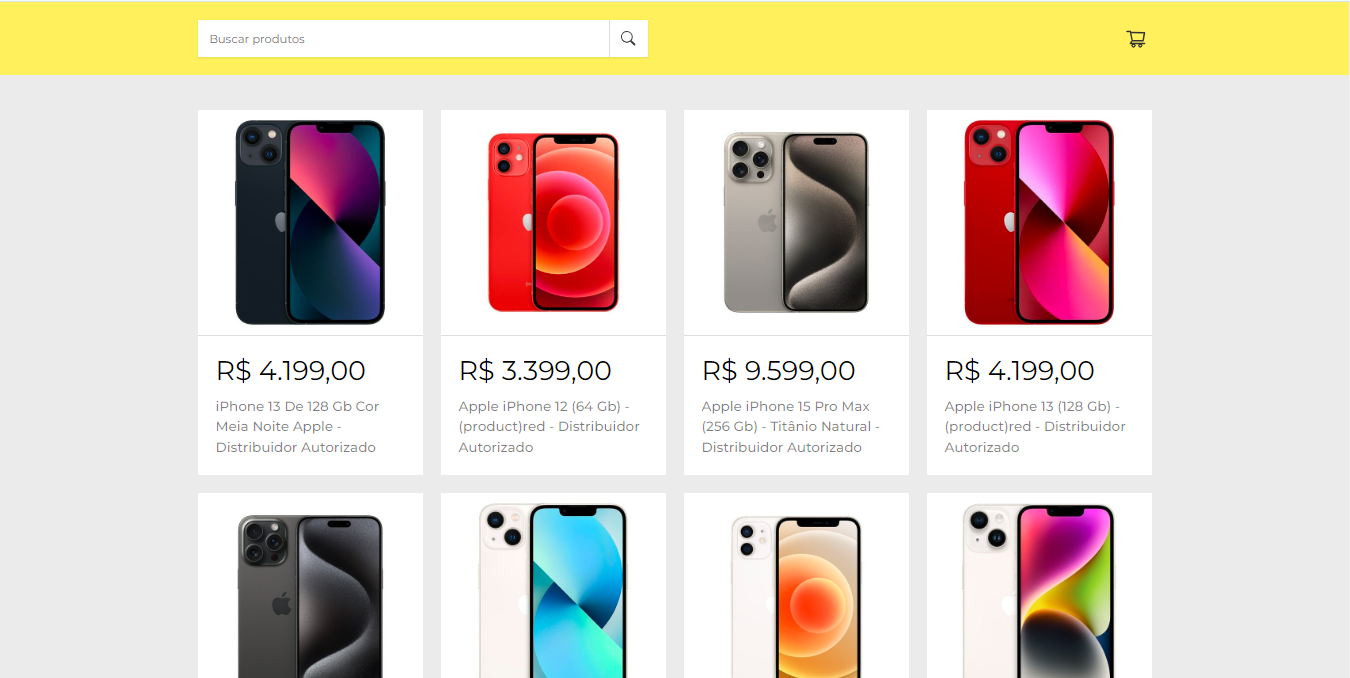 Buscar produtos
R$ 4.199,00
iPhone 13 De 128 Gb Cor
Meia Noite Apple -
Distribuidor Autorizado
R$ 3.399,00
Apple iPhone 12 (64 Gb) -
(product)red - Distribuidor
Autorizado
R$ 9.599,00
Apple iPhone 15 Pro Max
(256 Gb) - Titânio Natural -
Distribuidor Autorizado
R$ 4.199,00
Apple iPhone 13 (128 Gb) -
(product)red - Distribuidor
Autorizado